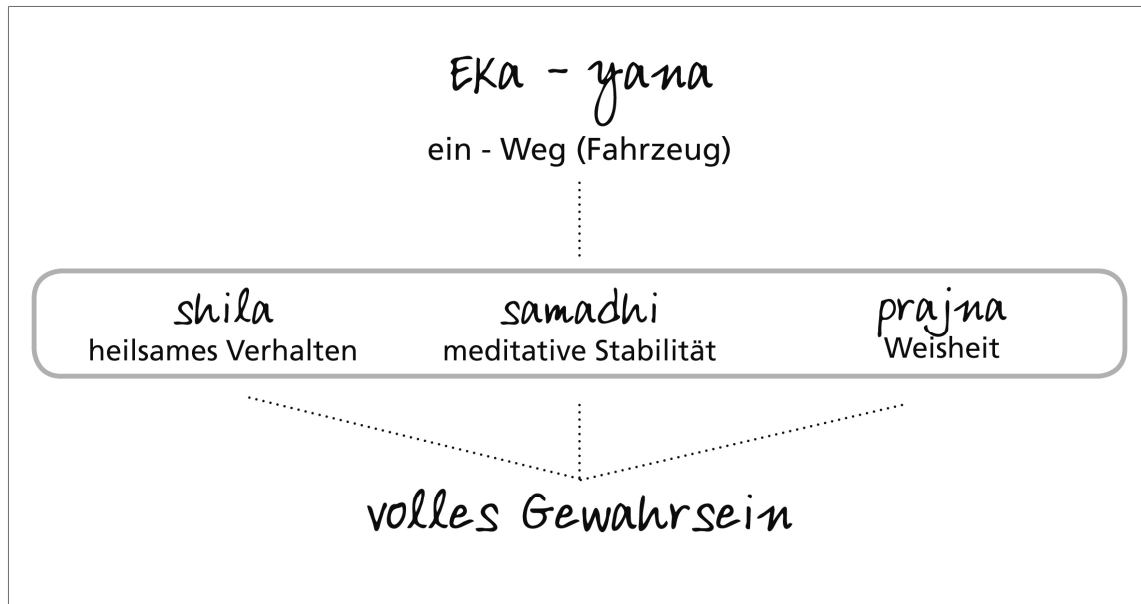 Eka - yana
ein - Weg (Fahrzeug)
shila samadhi prajna
heilsames Verhalten meditative Stabilität Weisheit
volles Gewahrsein